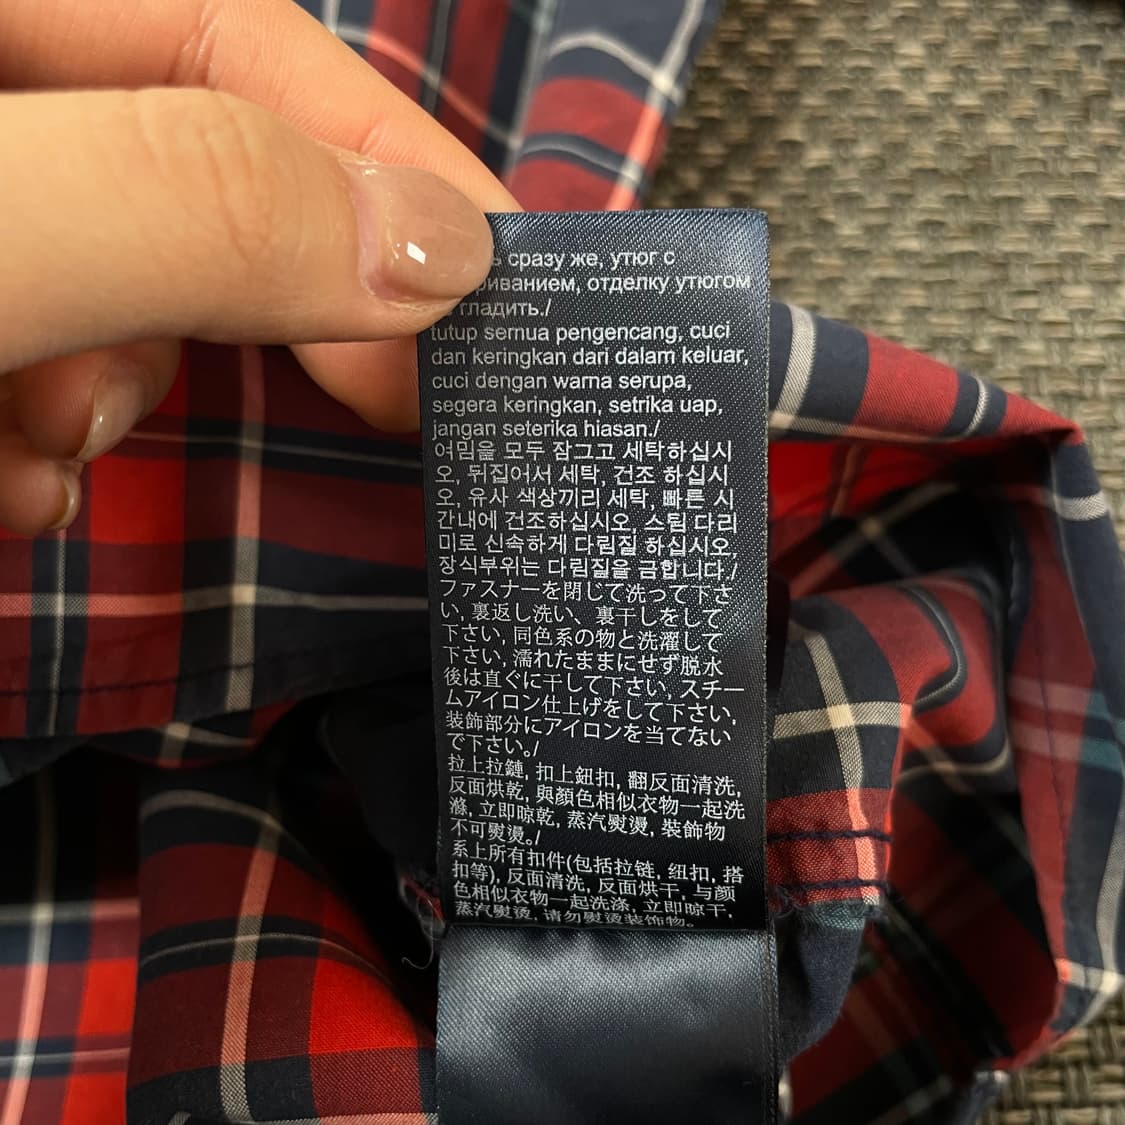 сразу же, утюг с
отделку утюгом
гладить./
tutup semua pengencang, cuci
dan keringkan dari dalam keluar,
cuci dengan warna serupa,
segera keringkan, setrika uap,
jangan seterika hiasan./
여밈을 모두 잠그고 세탁하십시
오, 뒤집어서 세탁, 건조 하십시
오, 유사 색상끼리 세탁, 빠른 시
간내에 건조하십시오, 스팀 다리
미로 신속하게 다림질 하십시오,
장식부위는 다림질을 금합니다./
ファスナーを閉じて洗って下さ
い, 裏返し洗い、裏干しをして
下さい, 同色系の物と洗濯して
下さい, 濡れたままにせず脱水
後は直ぐに干して下さい, スチー
ムアイロン仕上げをして下さい,
装飾部分にアイロンを当てない
で下さい。/
拉上拉鏈, 扣上鈕扣, 翻反面清洗,
反面烘乾, 與顏色相似衣物一起洗
滌, 立即晾乾, 蒸汽熨燙, 裝飾物
不可熨燙。/
系上所有扣件(包括拉链, 纽扣, 搭
扣等), 反面清洗, 反面烘干, 与颜
色相似衣物一起洗涤, 立即晾干,
蒸汽熨烫, 请勿熨烫装饰物。